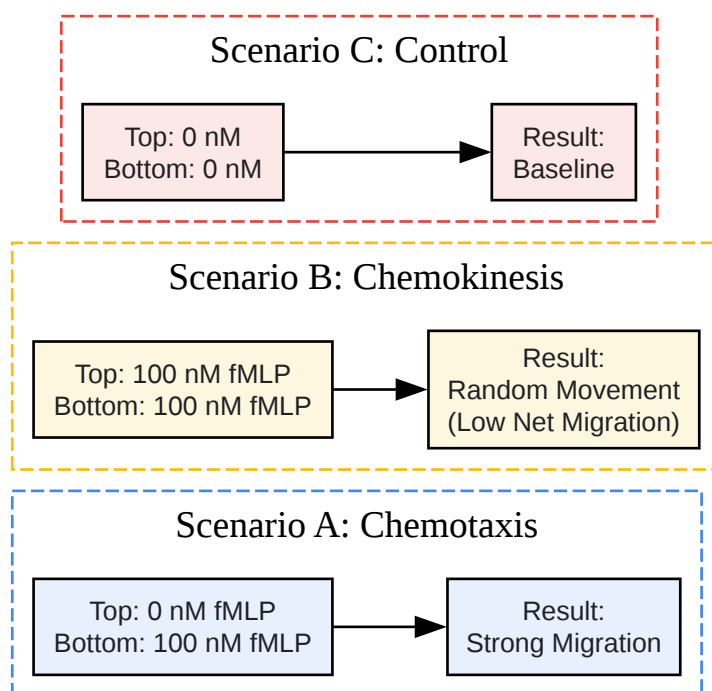 Scenario C: Control
Top: 0 nM
Bottom: 0 nM
Result:
Baseline
Scenario B: Chemokinesis
Top: 100 nM fMLP
Bottom: 100 nM fMLP
Result:
Random Movement
(Low Net Migration)
Scenario A: Chemotaxis
Top: 0 nM fMLP
Bottom: 100 nM fMLP
Result:
Strong Migration